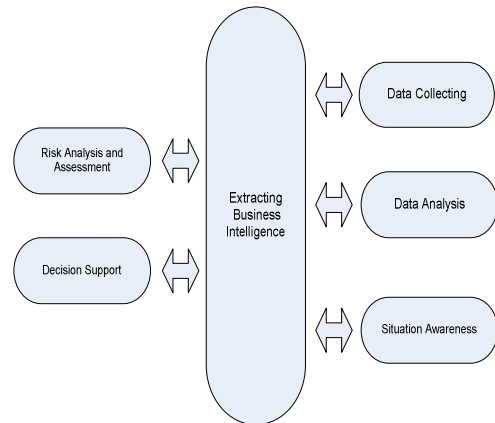 Risk Analysis and
Assessment
Decision Support
Extracting
Business
Intelligence
Data Collecting
Data Analysis
Situation Awareness